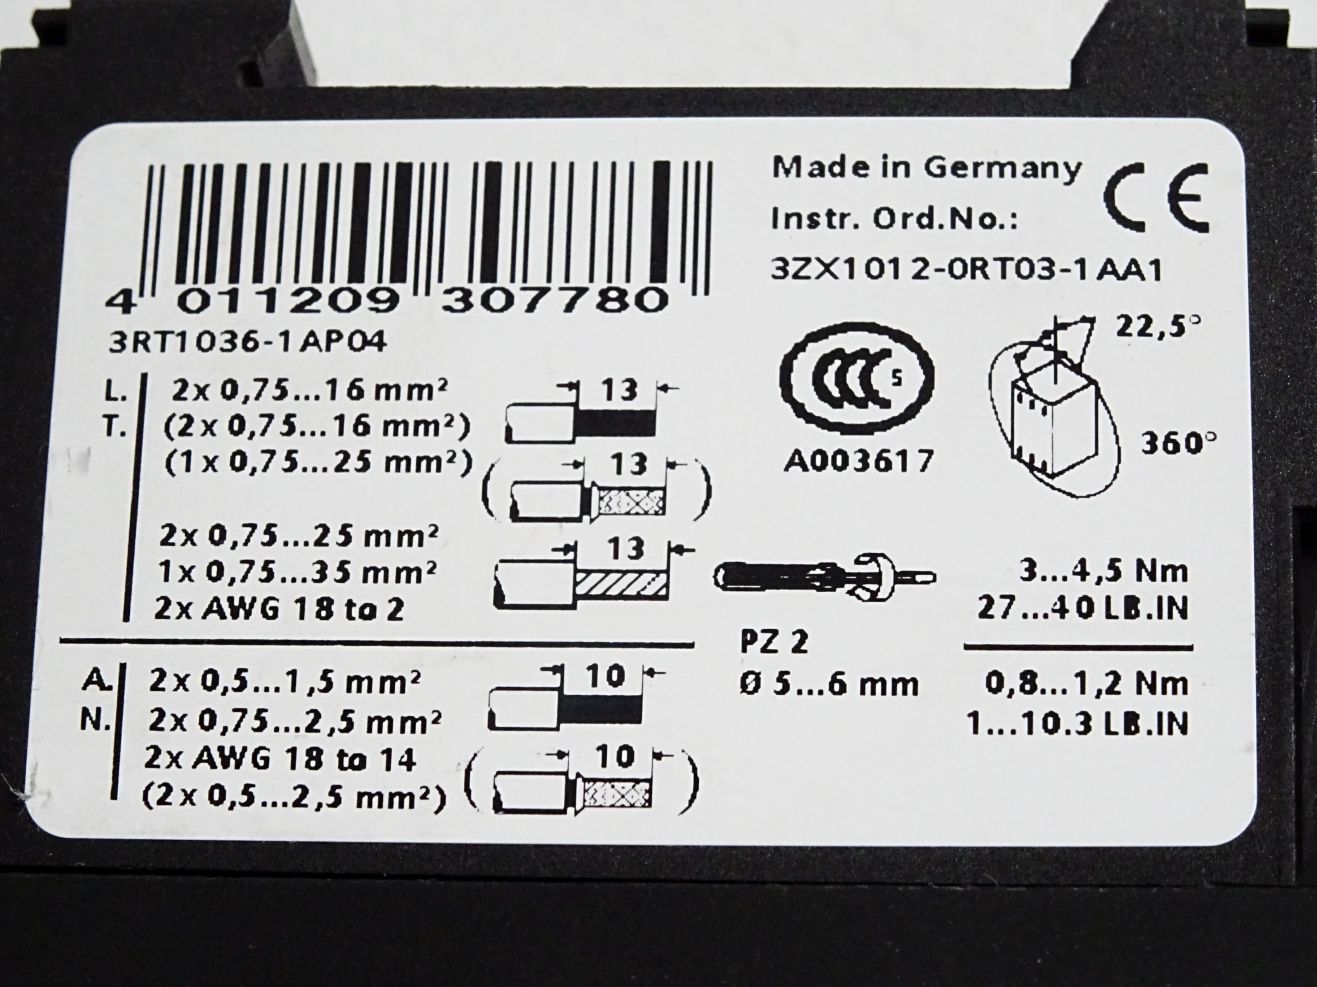 Made in Germany CE
Instr. Ord.No.:
3ZX1012-0RT03-1AA1
4 011209 307780
3RT1036-1AP04
L. 2x 0,75...16 mm² 13
T. (2x 0,75...16 mm²)
(1x 0,75...25 mm²) ( 13 )
2x 0,75...25 mm² 13
1x 0,75...35 mm²
2x AWG 18 to 2
A. 2x 0,5...1,5 mm² 10
N. 2x 0,75...2,5 mm²
2x AWG 18 to 14 ( 10 )
(2x 0,5...2,5 mm²)
CCC S
A003617
22,5°
360°
PZ 2
Ø 5...6 mm
3...4,5 Nm
27...40 LB.IN
0,8...1,2 Nm
1...10.3 LB.IN